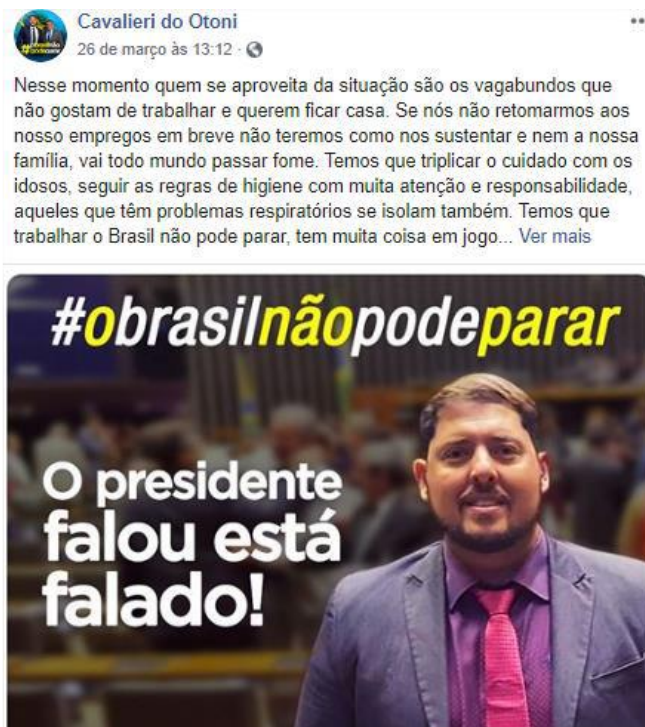 Cavalieri do Otoni
26 de março às 13:12 ·
Nesse momento quem se aproveita da situação são os vagabundos que
não gostam de trabalhar e querem ficar casa. Se nós não retomarmos aos
nosso empregos em breve não teremos como nos sustentar e nem a nossa
família, vai todo mundo passar fome. Temos que triplicar o cuidado com os
idosos, seguir as regras de higiene com muita atenção e responsabilidade,
aqueles que têm problemas respiratórios se isolam também. Temos que
trabalhar o Brasil não pode parar, tem muita coisa em jogo... Ver mais
#obrasilnãopodeparar
O presidente
falou está
falado!